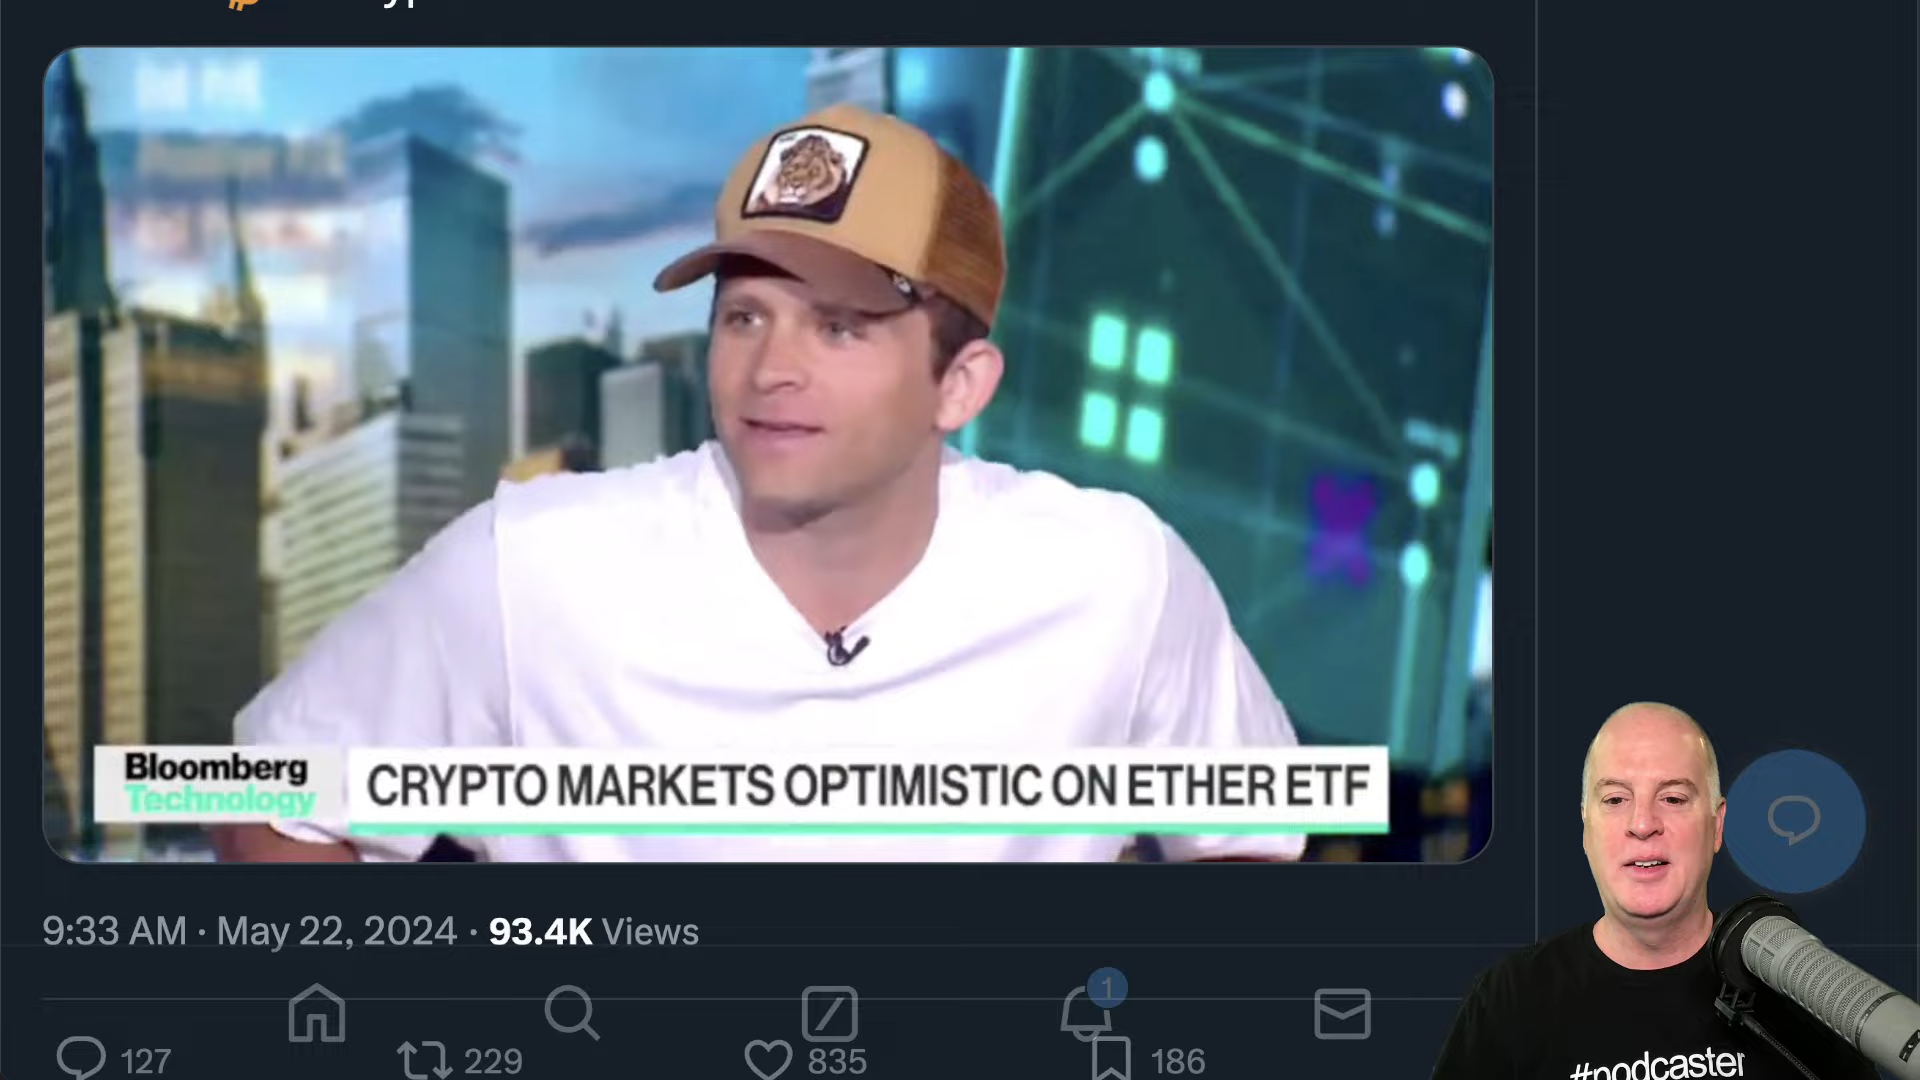 Bloomberg
Technology
CRYPTO MARKETS OPTIMISTIC ON ETHER ETF
9:33 AM · May 22, 2024 · 93.4K Views
1
127 229 835 186
#podcaster